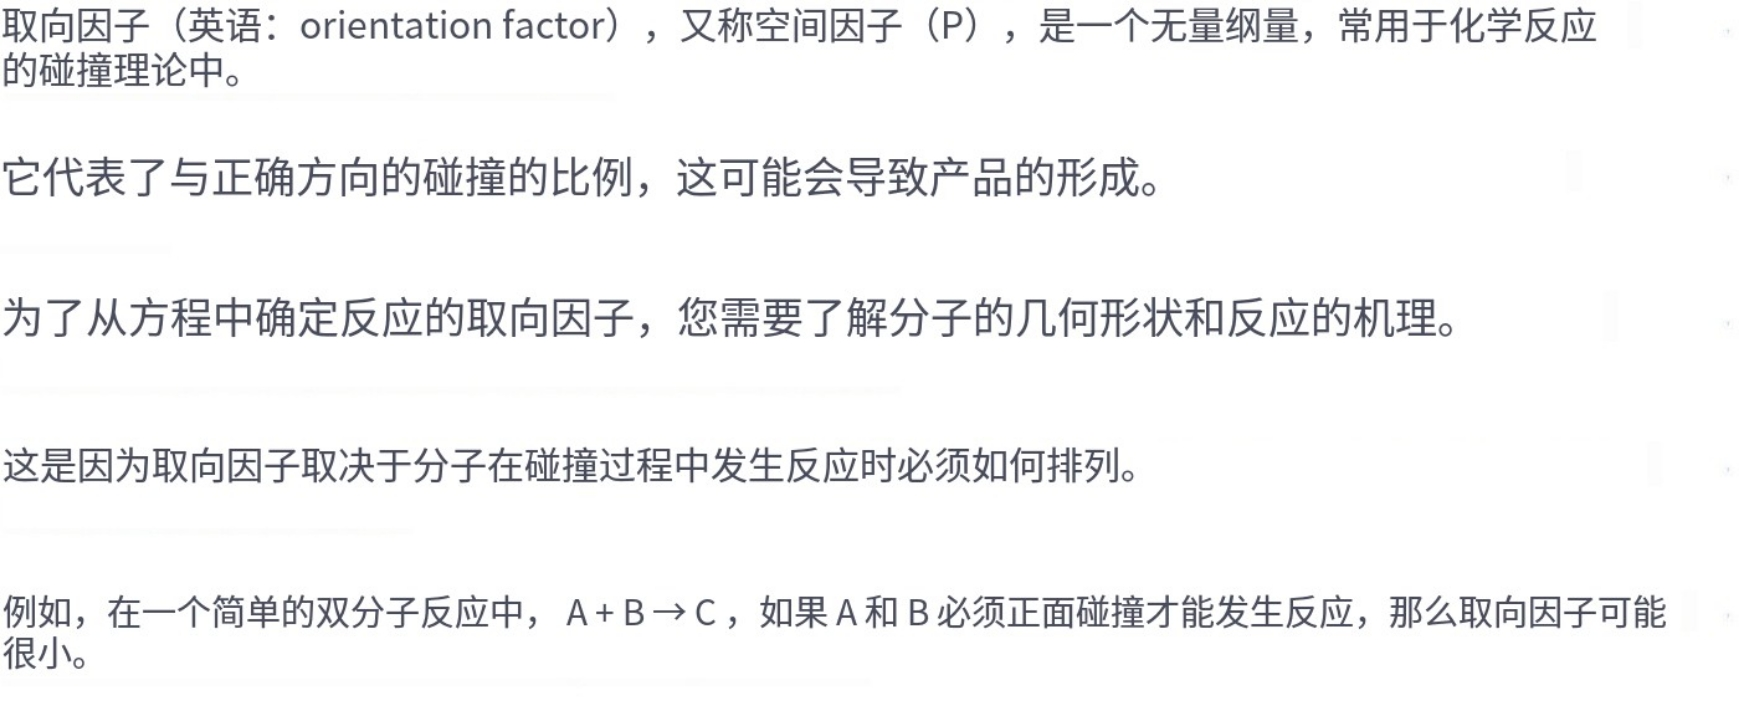 取向因子（英语：orientation factor），又称空间因子（P），是一个无量纲量，常用于化学反应
的碰撞理论中。
它代表了与正确方向的碰撞的比例，这可能会导致产品的形成。
为了从方程中确定反应的取向因子，您需要了解分子的几何形状和反应的机理。
这是因为取向因子取决于分子在碰撞过程中发生反应时必须如何排列。
例如，在一个简单的双分子反应中， A + B → C ，如果 A 和 B 必须正面碰撞才能发生反应，那么取向因子可能
很小。